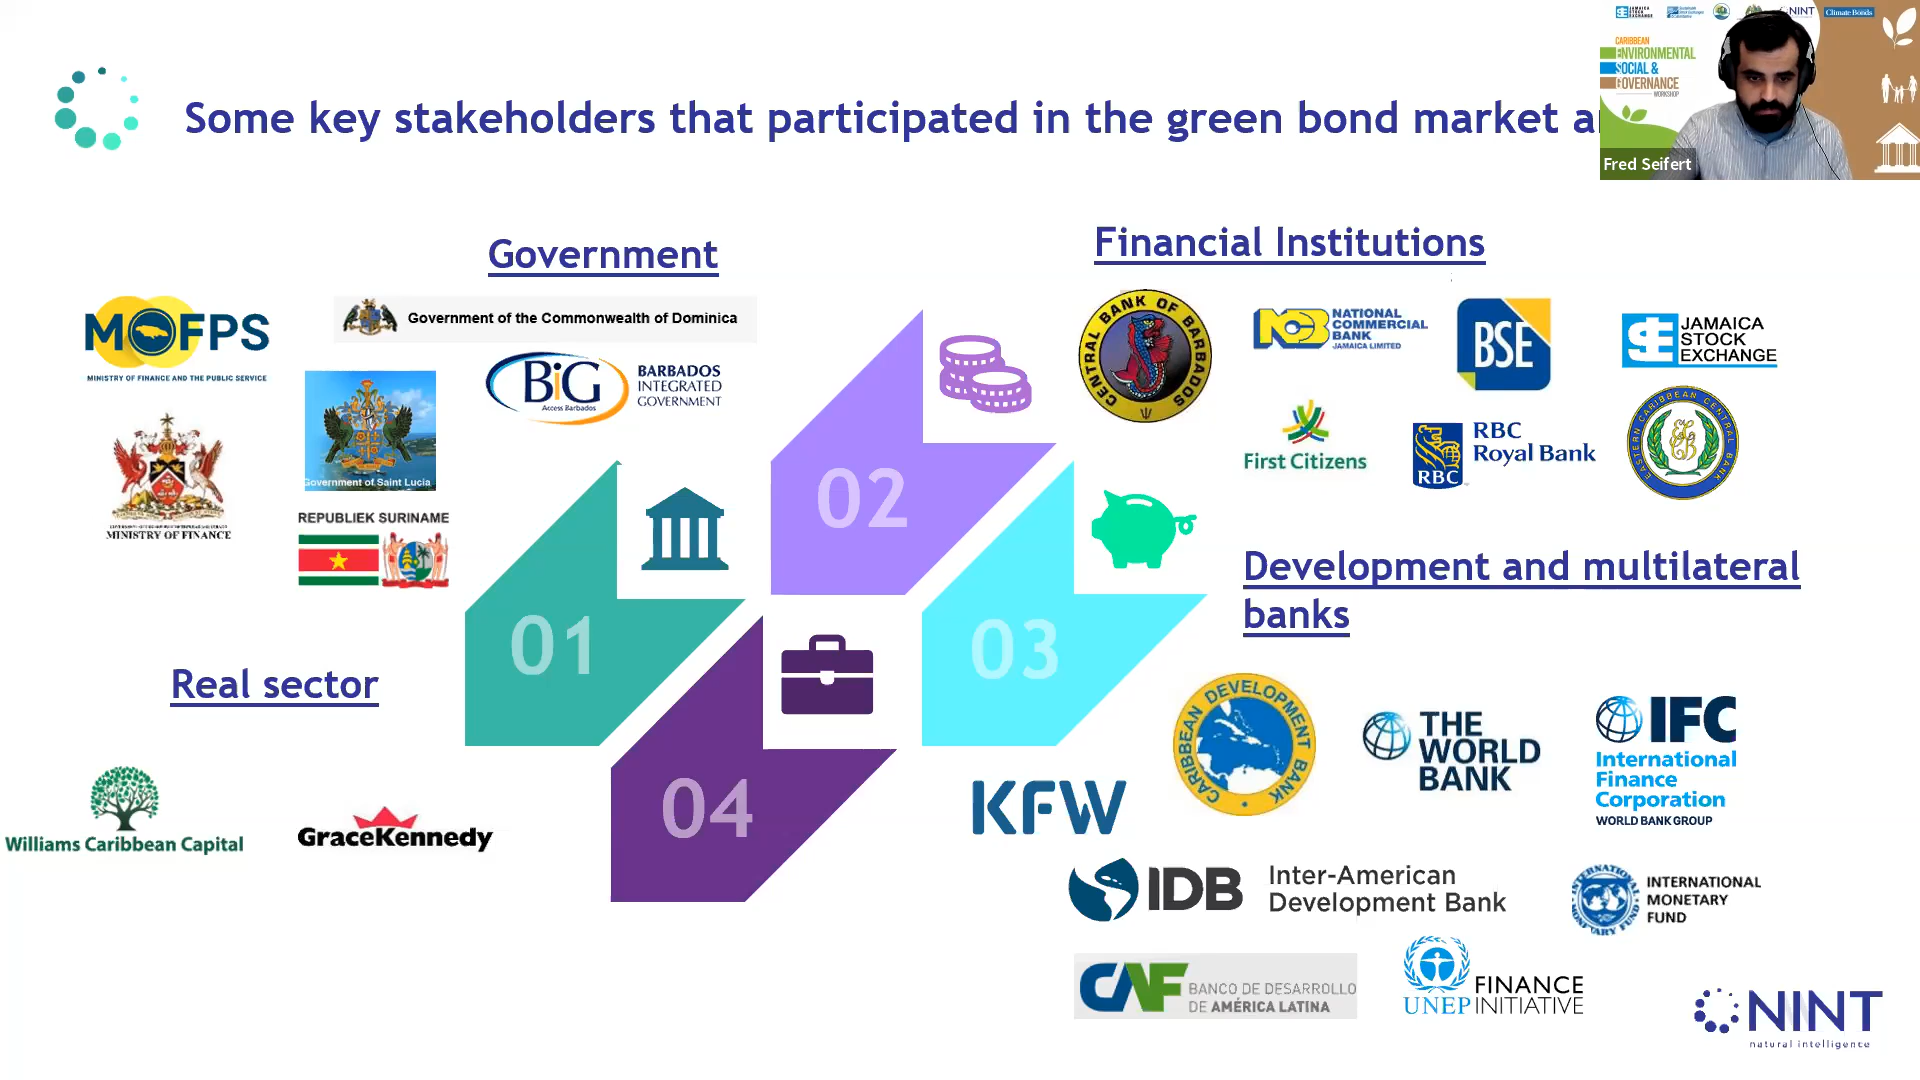 Some key stakeholders that participated in the green bond market
JAMAICA
STOCK
EXCHANGE
NINT
Climate Bonds
CARIBBEAN
ENVIRONMENTAL
SOCIAL &
GOVERNANCE
WORKSHOP
Fred Seifert
Government
MOFPS
MINISTRY OF FINANCE AND THE PUBLIC SERVICE
Government of the Commonwealth of Dominica
BiG
Access Barbados
BARBADOS
INTEGRATED
GOVERNMENT
Government of Saint Lucia
MINISTRY OF FINANCE
REPUBLIEK SURINAME
Financial Institutions
CENTRAL BANK OF BARBADOS
NCB
NATIONAL
COMMERCIAL
BANK
JAMAICA LIMITED
BSE
JAMAICA
STOCK
EXCHANGE
First Citizens
RBC
RBC
Royal Bank
EASTERN CARIBBEAN CENTRAL BANK
01
02
03
04
Real sector
Williams Caribbean Capital
GraceKennedy
Development and multilateral
banks
CARIBBEAN DEVELOPMENT BANK
THE
WORLD
BANK
IFC
International
Finance
Corporation
WORLD BANK GROUP
KFW
IDB
Inter-American
Development Bank
INTERNATIONAL MONETARY FUND
INTERNATIONAL
MONETARY
FUND
CAF
BANCO DE DESARROLLO
DE AMÉRICA LATINA
UNEP
FINANCE
INITIATIVE
NINT
natural intelligence